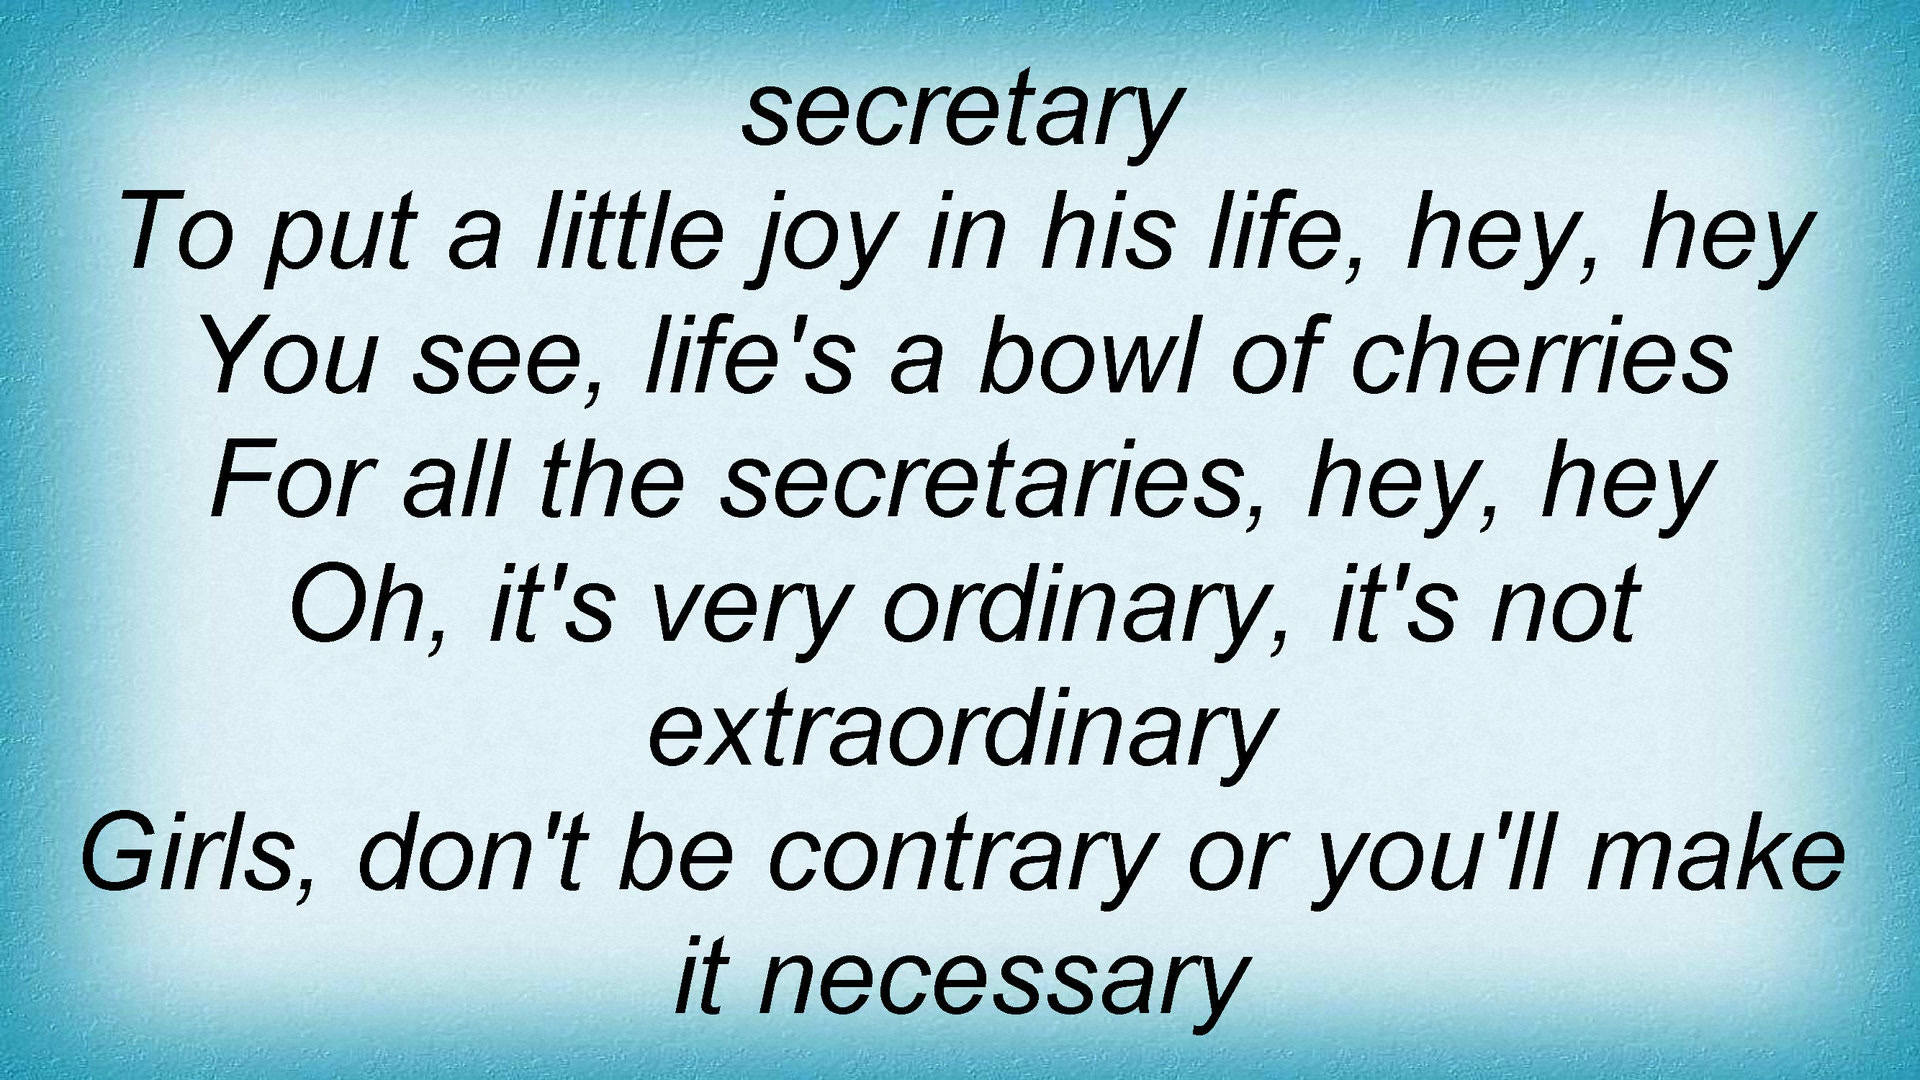 secretary
To put a little joy in his life, hey, hey
You see, life's a bowl of cherries
For all the secretaries, hey, hey
Oh, it's very ordinary, it's not
extraordinary
Girls, don't be contrary or you'll make
it necessary